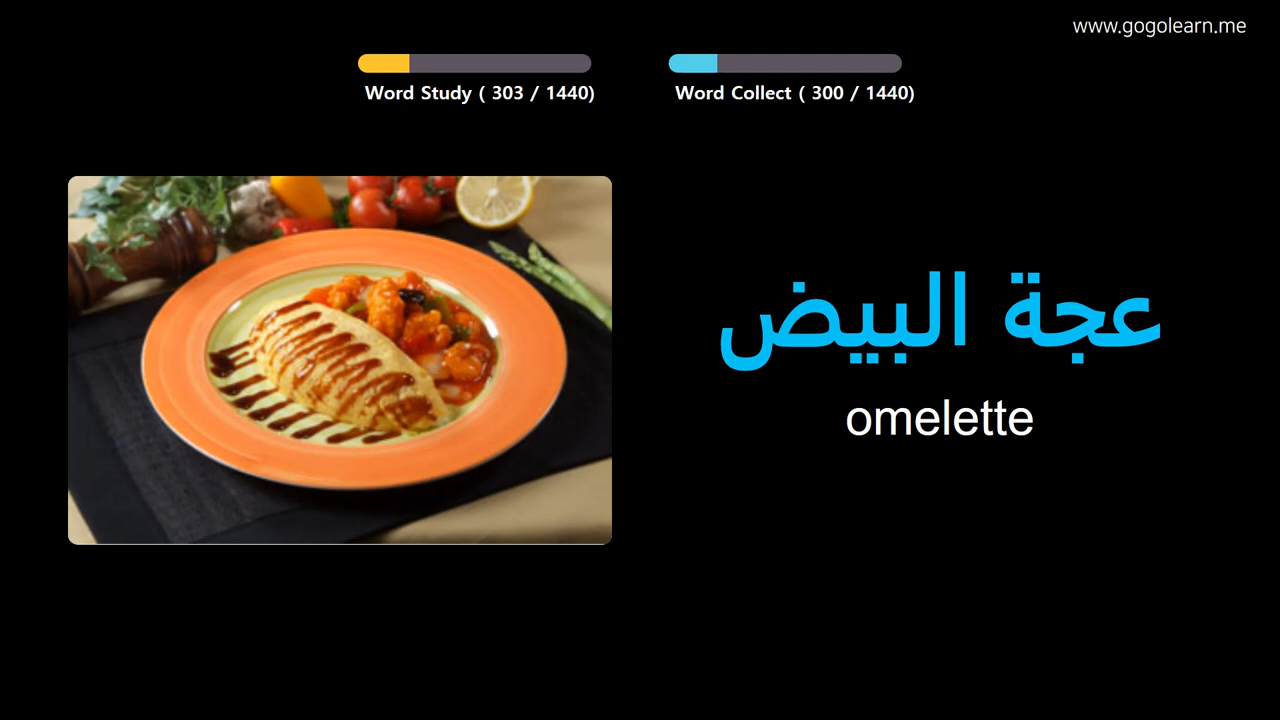 www.gogolearn.me
Word Study ( 303 / 1440)
Word Collect ( 300 / 1440)
عجة البيض
omelette